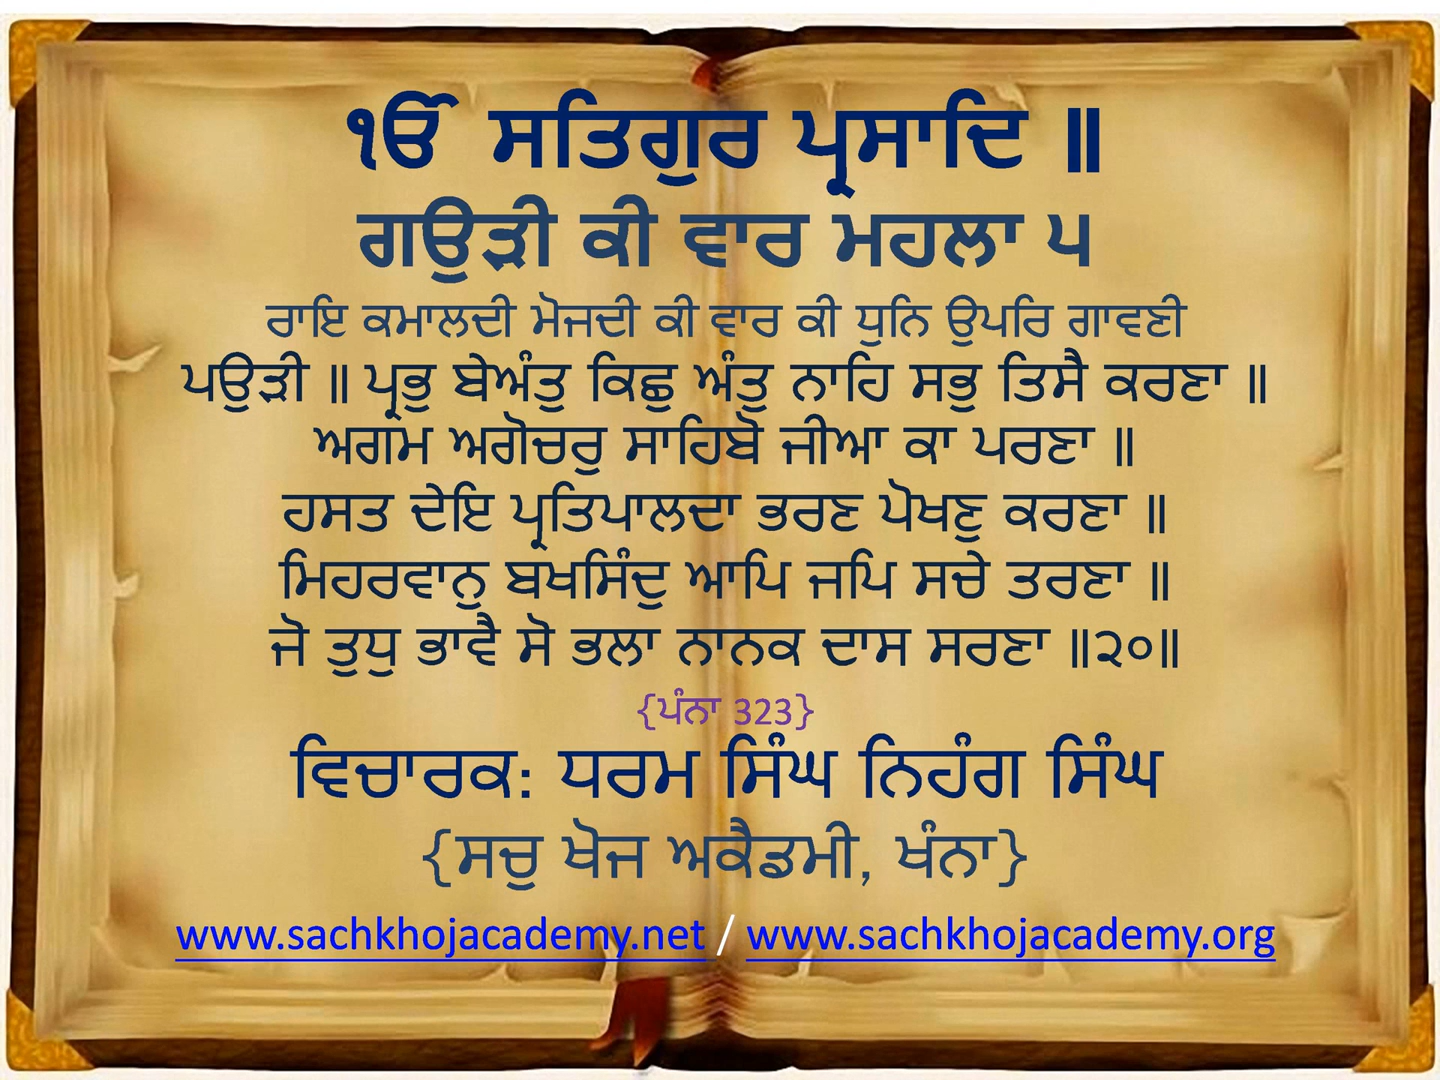 ੴ ਸਤਿਗੁਰ ਪ੍ਰਸਾਦਿ ॥
ਗਉੜੀ ਕੀ ਵਾਰ ਮਹਲਾ ੫
ਰਾਇ ਕਮਾਲਦੀ ਮੋਜਦੀ ਕੀ ਵਾਰ ਕੀ ਧੁਨਿ ਉਪਰਿ ਗਾਵਣੀ
ਪਉੜੀ ॥ ਪ੍ਰਭੁ ਬੇਅੰਤੁ ਕਿਛੁ ਅੰਤੁ ਨਾਹਿ ਸਭੁ ਤਿਸੈ ਕਰਣਾ ॥
ਅਗਮ ਅਗੋਚਰੁ ਸਾਹਿਬੋ ਜੀਆ ਕਾ ਪਰਣਾ ॥
ਹਸਤ ਦੇਇ ਪ੍ਰਤਿਪਾਲਦਾ ਭਰਣ ਪੋਖਣੁ ਕਰਣਾ ॥
ਮਿਹਰਵਾਨੁ ਬਖਸਿੰਦੁ ਆਪਿ ਜਪਿ ਸਚੇ ਤਰਣਾ ॥
ਜੋ ਤੁਧੁ ਭਾਵੈ ਸੋ ਭਲਾ ਨਾਨਕ ਦਾਸ ਸਰਣਾ ॥੨੦॥
{ਪੰਨਾ 323}
ਵਿਚਾਰਕ: ਧਰਮ ਸਿੰਘ ਨਿਹੰਗ ਸਿੰਘ
{ਸਚੁ ਖੋਜ ਅਕੈਡਮੀ, ਖੰਨਾ}
www.sachkhojacademy.net / www.sachkhojacademy.org